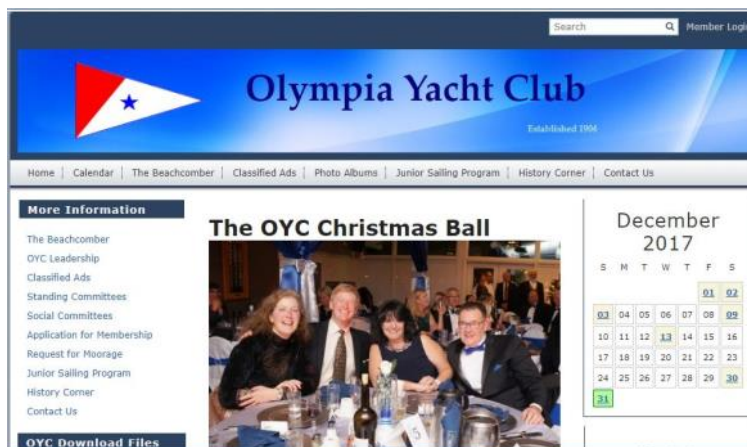 Search
Member Login
Olympia Yacht Club
Established 1906
Home
Calendar
The Beachcomber
Classified Ads
Photo Albums
Junior Sailing Program
History Corner
Contact Us
More Information
The Beachcomber
OYC Leadership
Classified Ads
Standing Committees
Social Committees
Application for Membership
Request for Moorage
Junior Sailing Program
History Corner
Contact Us
OYC Download Files
The OYC Christmas Ball
5
December
2017
S M T W T F S
01 02
03 04 05 06 07 08 09
10 11 12 13 14 15 16
17 18 19 20 21 22 23
24 25 26 27 28 29 30
31